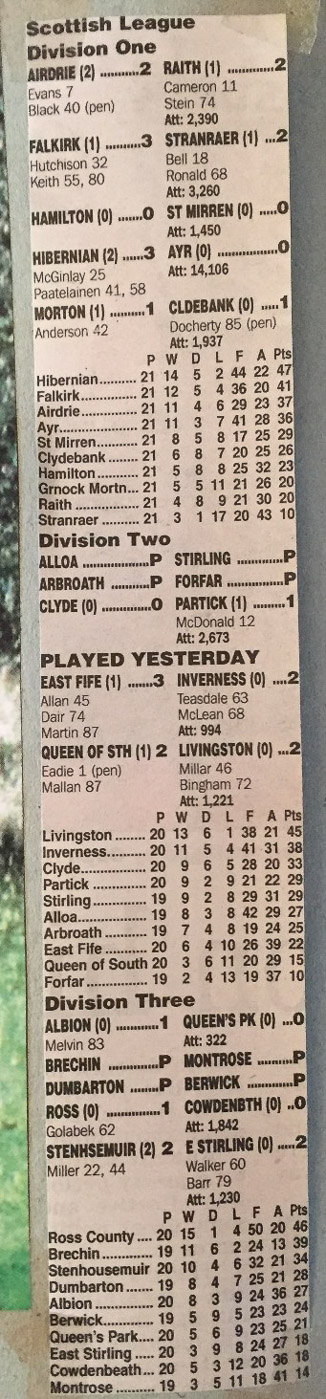 Scottish League
Division One
AIRDRIE (2) ...........2 RAITH (1) ..............2
Evans 7 Cameron 11
Black 40 (pen) Stein 74
Att: 2,390
FALKIRK (1) ..........3 STRANRAER (1) ...2
Hutchison 32 Bell 18
Keith 55, 80 Ronald 68
Att: 3,260
HAMILTON (0) .......0 ST MIRREN (0) .....0
Att: 1,450
HIBERNIAN (2) ......3 AYR (0) .................0
McGinlay 25 Att: 14,106
Paatelainen 41, 58
MORTON (1) ..........1 CLDEBANK (0) .....1
Anderson 42 Docherty 85 (pen)
Att: 1,937
P W D L F A Pts
Hibernian.......... 21 14 5 2 44 22 47
Falkirk............... 21 12 5 4 36 20 41
Airdrie............... 21 11 4 6 29 23 37
Ayr..................... 21 11 3 7 41 28 36
St Mirren........... 21 8 5 8 17 25 29
Clydebank ........ 21 6 8 7 20 25 26
Hamilton ........... 21 5 8 8 25 32 23
Grnock Mortn... 21 5 5 11 21 26 20
Raith ................. 21 4 8 9 21 30 20
Stranraer .......... 21 3 1 17 20 43 10
Division Two
ALLOA ..................P STIRLING ...............P
ARBROATH ...........P FORFAR .................P
CLYDE (0) .............0 PARTICK (1) .........1
McDonald 12
Att: 2,673
PLAYED YESTERDAY
EAST FIFE (1) .......3 INVERNESS (0) ....2
Allan 45 Teasdale 63
Dair 74 McLean 68
Martin 87 Att: 994
QUEEN OF STH (1) 2 LIVINGSTON (0) ...2
Eadie 1 (pen) Millar 46
Mallan 87 Bingham 72
Att: 1,221
P W D L F A Pts
Livingston ........ 20 13 6 1 38 21 45
Inverness.......... 20 11 5 4 41 31 38
Clyde................. 20 9 6 5 28 20 33
Partick .............. 20 9 2 9 21 22 29
Stirling .............. 19 9 2 8 29 31 29
Alloa.................. 19 8 3 8 42 29 27
Arbroath ........... 19 7 4 8 19 24 25
East Fife ........... 20 6 4 10 26 39 22
Queen of South 20 3 6 11 20 29 15
Forfar................ 19 2 4 13 19 37 10
Division Three
ALBION (0) ............1 QUEEN'S PK (0) ...0
Melvin 83 Att: 322
BRECHIN ...............P MONTROSE ..........P
DUMBARTON ........P BERWICK ..............P
ROSS (0) ...............1 COWDENBTH (0) ..0
Golabek 62 Att: 1,842
STENHSEMUIR (2) 2 E STIRLING (0) .....2
Miller 22, 44 Walker 60
Barr 79
Att: 1,230
P W D L F A Pts
Ross County .... 20 15 1 4 50 20 46
Brechin ............. 19 11 6 2 24 13 39
Stenhousemuir 20 10 4 6 32 21 34
Dumbarton ....... 19 8 4 7 25 21 28
Albion ............... 20 8 3 9 24 36 27
Berwick............. 19 5 9 5 23 23 24
Queen's Park.... 20 5 6 9 23 25 21
East Stirling ..... 20 3 9 8 24 27 18
Cowdenbeath... 20 5 3 12 20 36 18
Montrose .......... 19 3 5 11 18 41 14